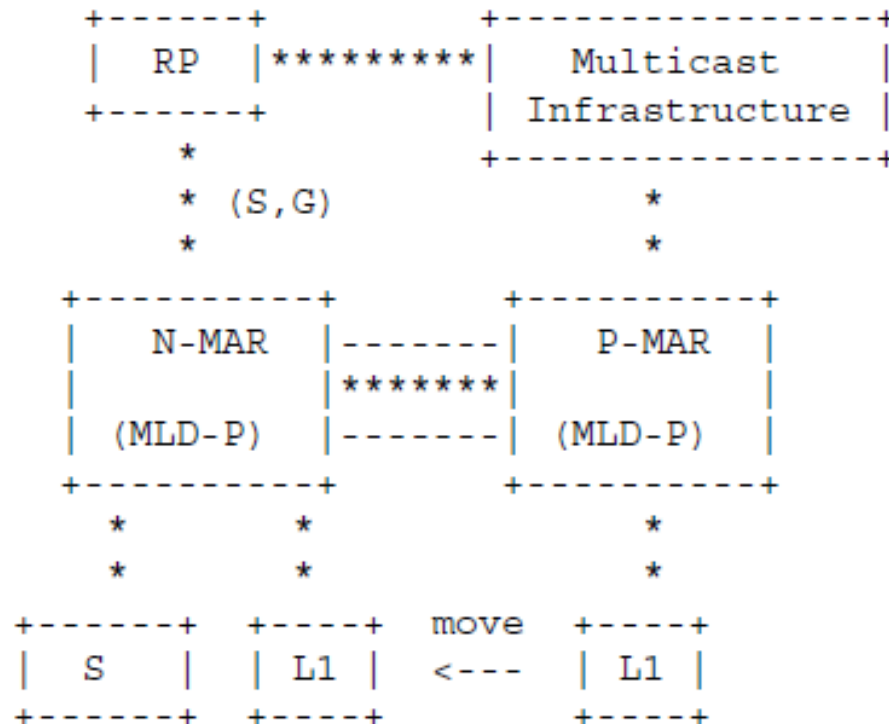 +------+          +-----------------+
|  RP  |*********|    Multicast     |
+------+          |  Infrastructure |
*                 +-----------------+
* (S,G)                *
*                      *
+----------+        +----------+
|   N-MAR  |-------|   P-MAR  |
|          |*******|          |
| (MLD-P)  |-------| (MLD-P)  |
+----------+        +----------+
*       *              *
*       *              *
+------+  +----+  move  +----+
|  S   |  | L1 |  <---  | L1 |
+------+  +----+        +----+